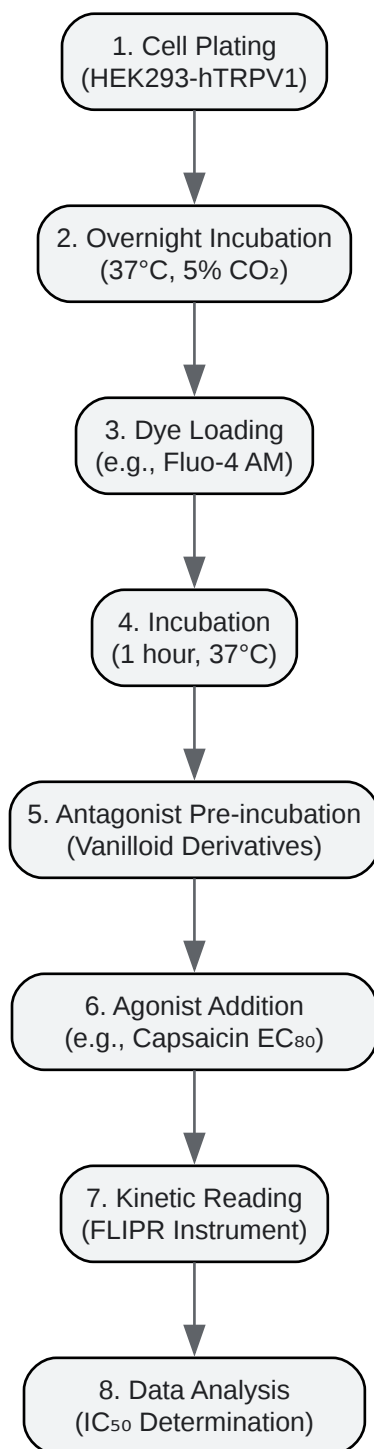 1. Cell Plating
(HEK293-hTRPV1)
2. Overnight Incubation
(37°C, 5% CO₂)
3. Dye Loading
(e.g., Fluo-4 AM)
4. Incubation
(1 hour, 37°C)
5. Antagonist Pre-incubation
(Vanilloid Derivatives)
6. Agonist Addition
(e.g., Capsaicin EC₈₀)
7. Kinetic Reading
(FLIPR Instrument)
8. Data Analysis
(IC₅₀ Determination)